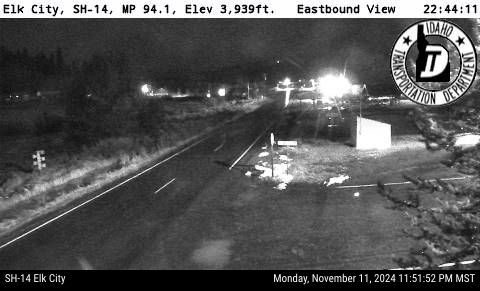 Elk City, SH-14, MP 94.1, Elev 3,939ft.   Eastbound View   22:44:11
IDAHO
TRANSPORTATION DEPARTMENT
SH-14 Elk City
Monday, November 11, 2024 11:51:52 PM MST